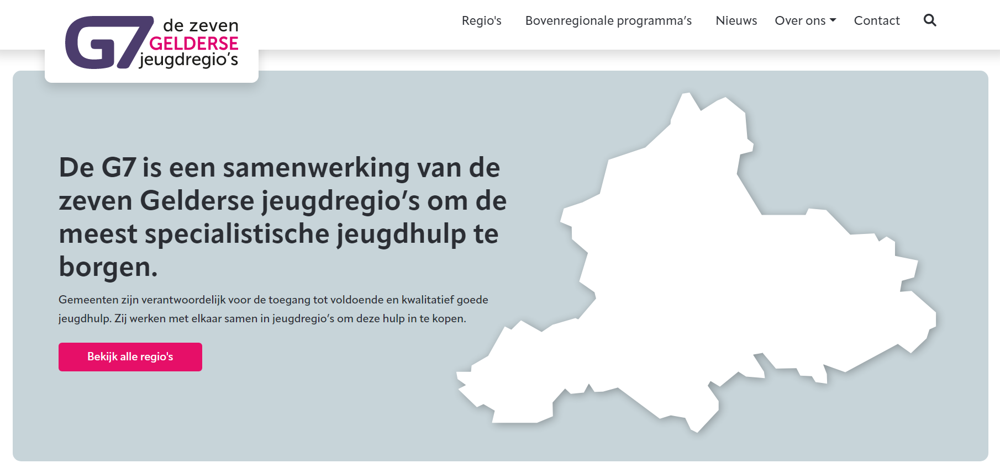 G7 de zeven
GELDERSE
jeugdregio's
Regio's
Bovenregionale programma’s
Nieuws
Over ons
Contact
De G7 is een samenwerking van de
zeven Gelderse jeugdregio’s om de
meest specialistische jeugdhulp te
borgen.
Gemeenten zijn verantwoordelijk voor de toegang tot voldoende en kwalitatief goede
jeugdhulp. Zij werken met elkaar samen in jeugdregio’s om deze hulp in te kopen.
Bekijk alle regio's